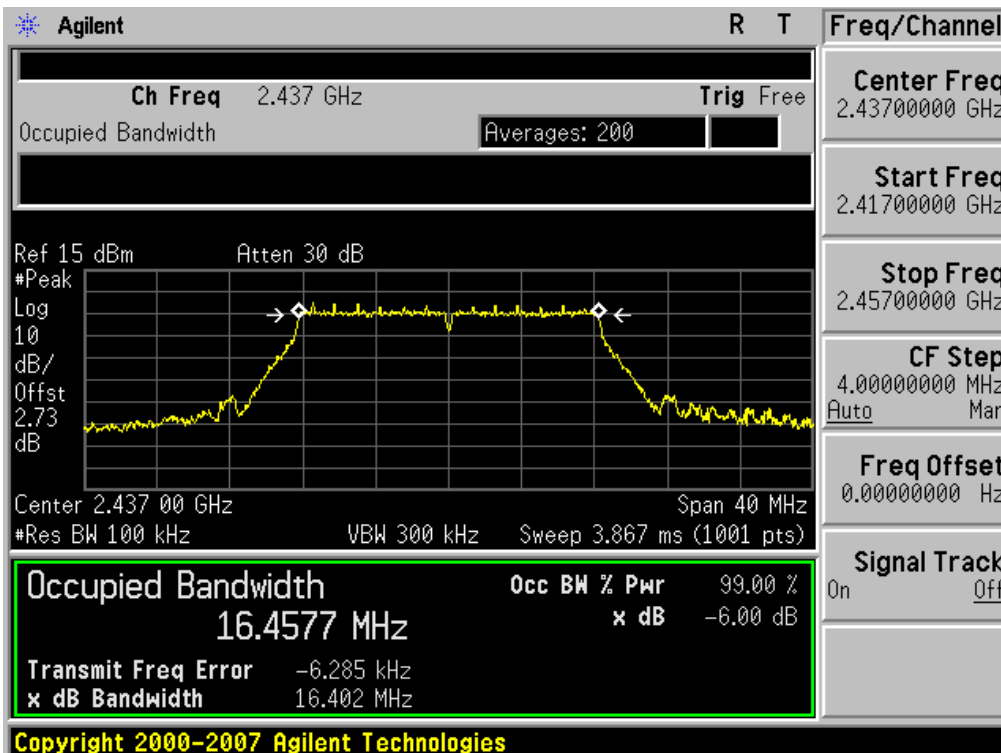 Agilent
R T
Freq/Channel
Ch Freq 2.437 GHz
Trig Free
Occupied Bandwidth
Averages: 200
Center Freq
2.43700000 GHz
Start Freq
2.41700000 GHz
Stop Freq
2.45700000 GHz
CF Step
4.00000000 MHz
Auto Man
Freq Offset
0.00000000 Hz
Signal Track
On Off
Ref 15 dBm Atten 30 dB
#Peak
Log
10
dB/
Offst
2.73
dB
Center 2.437 00 GHz Span 40 MHz
#Res BW 100 kHz VBW 300 kHz Sweep 3.867 ms (1001 pts)
Occupied Bandwidth
16.4577 MHz
Occ BW % Pwr 99.00 %
x dB -6.00 dB
Transmit Freq Error -6.285 kHz
x dB Bandwidth 16.402 MHz
Copyright 2000-2007 Agilent Technologies